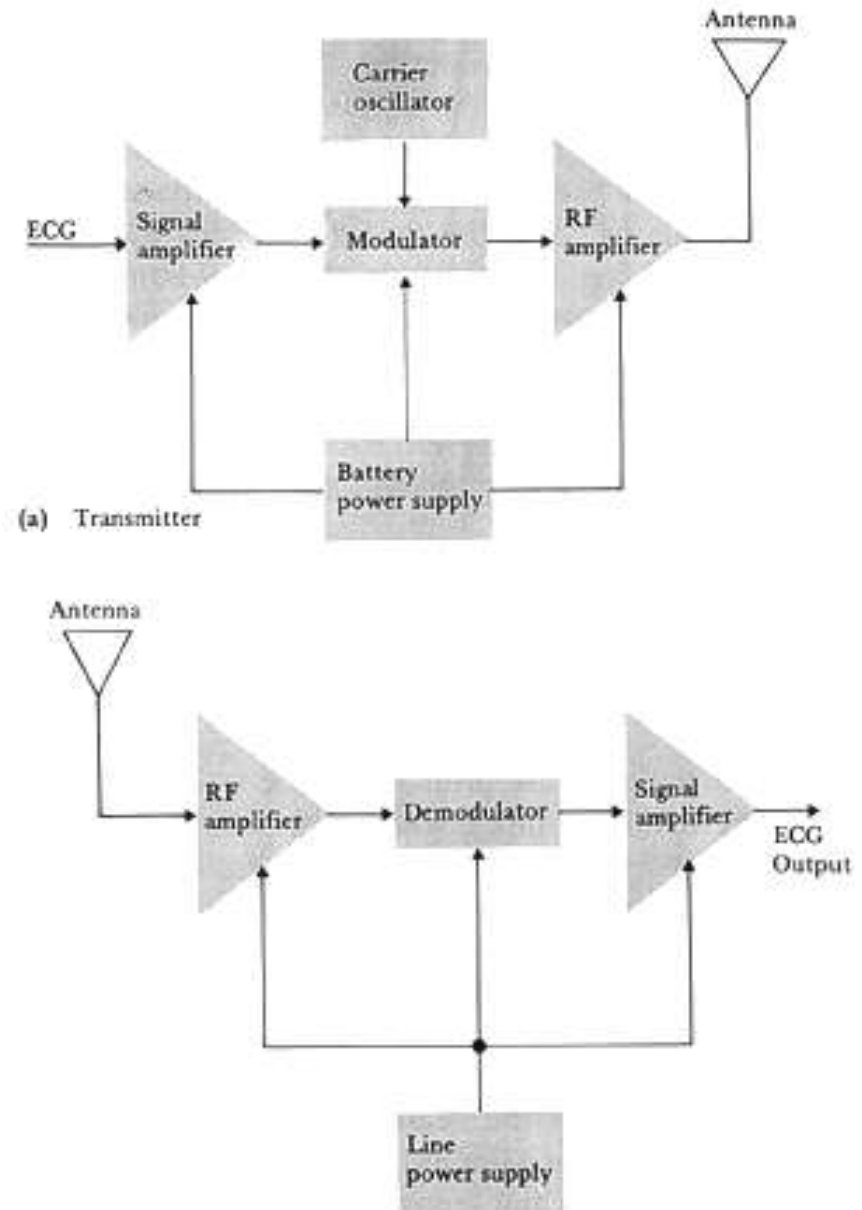 Antenna
Carrier
oscillator
ECG
Signal
amplifier
Modulator
RF
amplifier
Battery
power supply
(a) Transmitter
Antenna
RF
amplifier
Demodulator
Signal
amplifier
ECG
Output
Line
power supply